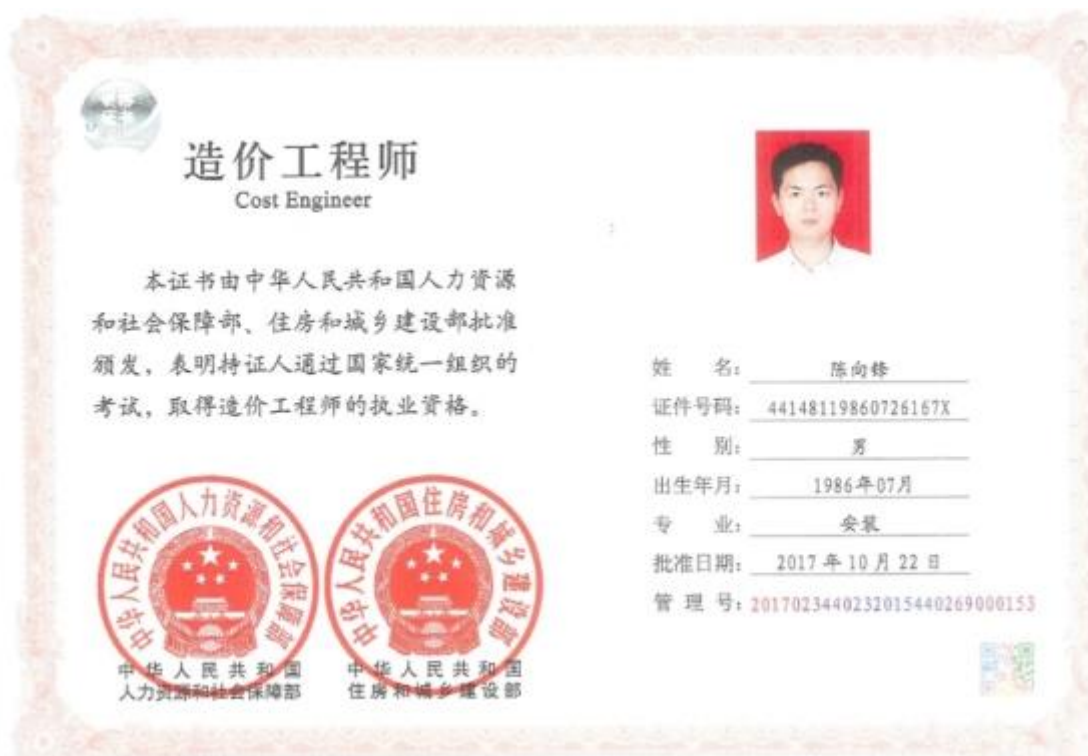 造价工程师
Cost Engineer
本证书由中华人民共和国人力资源
和社会保障部、住房和城乡建设部批准
颁发，表明持证人通过国家统一组织的
考试，取得造价工程师的执业资格。
中华人民共和国人力资源和社会保障部
中华人民共和国住房和城乡建设部
中华人民共和国
人力资源和社会保障部
中华人民共和国
住房和城乡建设部
姓 名： 陈向锋
证件号码： 44148119860726167X
性 别： 男
出生年月： 1986年07月
专 业： 安装
批准日期： 2017年10月22日
管 理 号： 2017023440232015440269000153